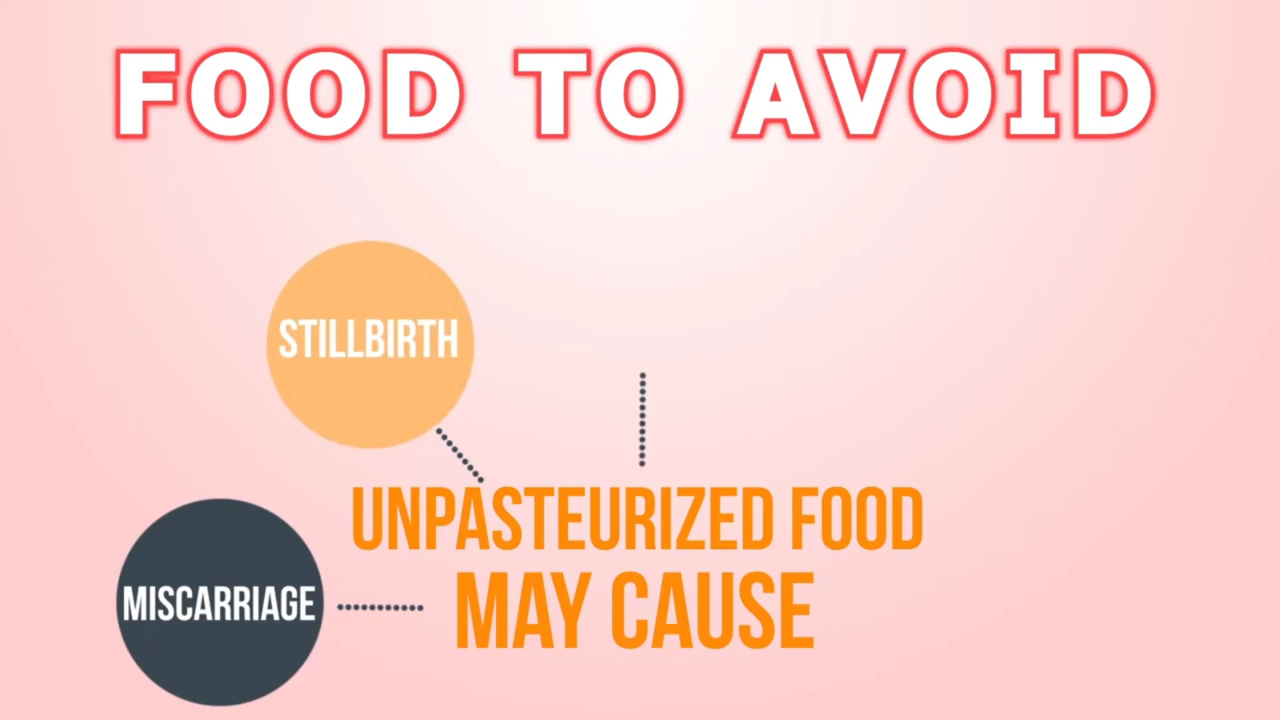 FOOD TO AVOID
STILLBIRTH
UNPASTEURIZED FOOD
MAY CAUSE
MISCARRIAGE